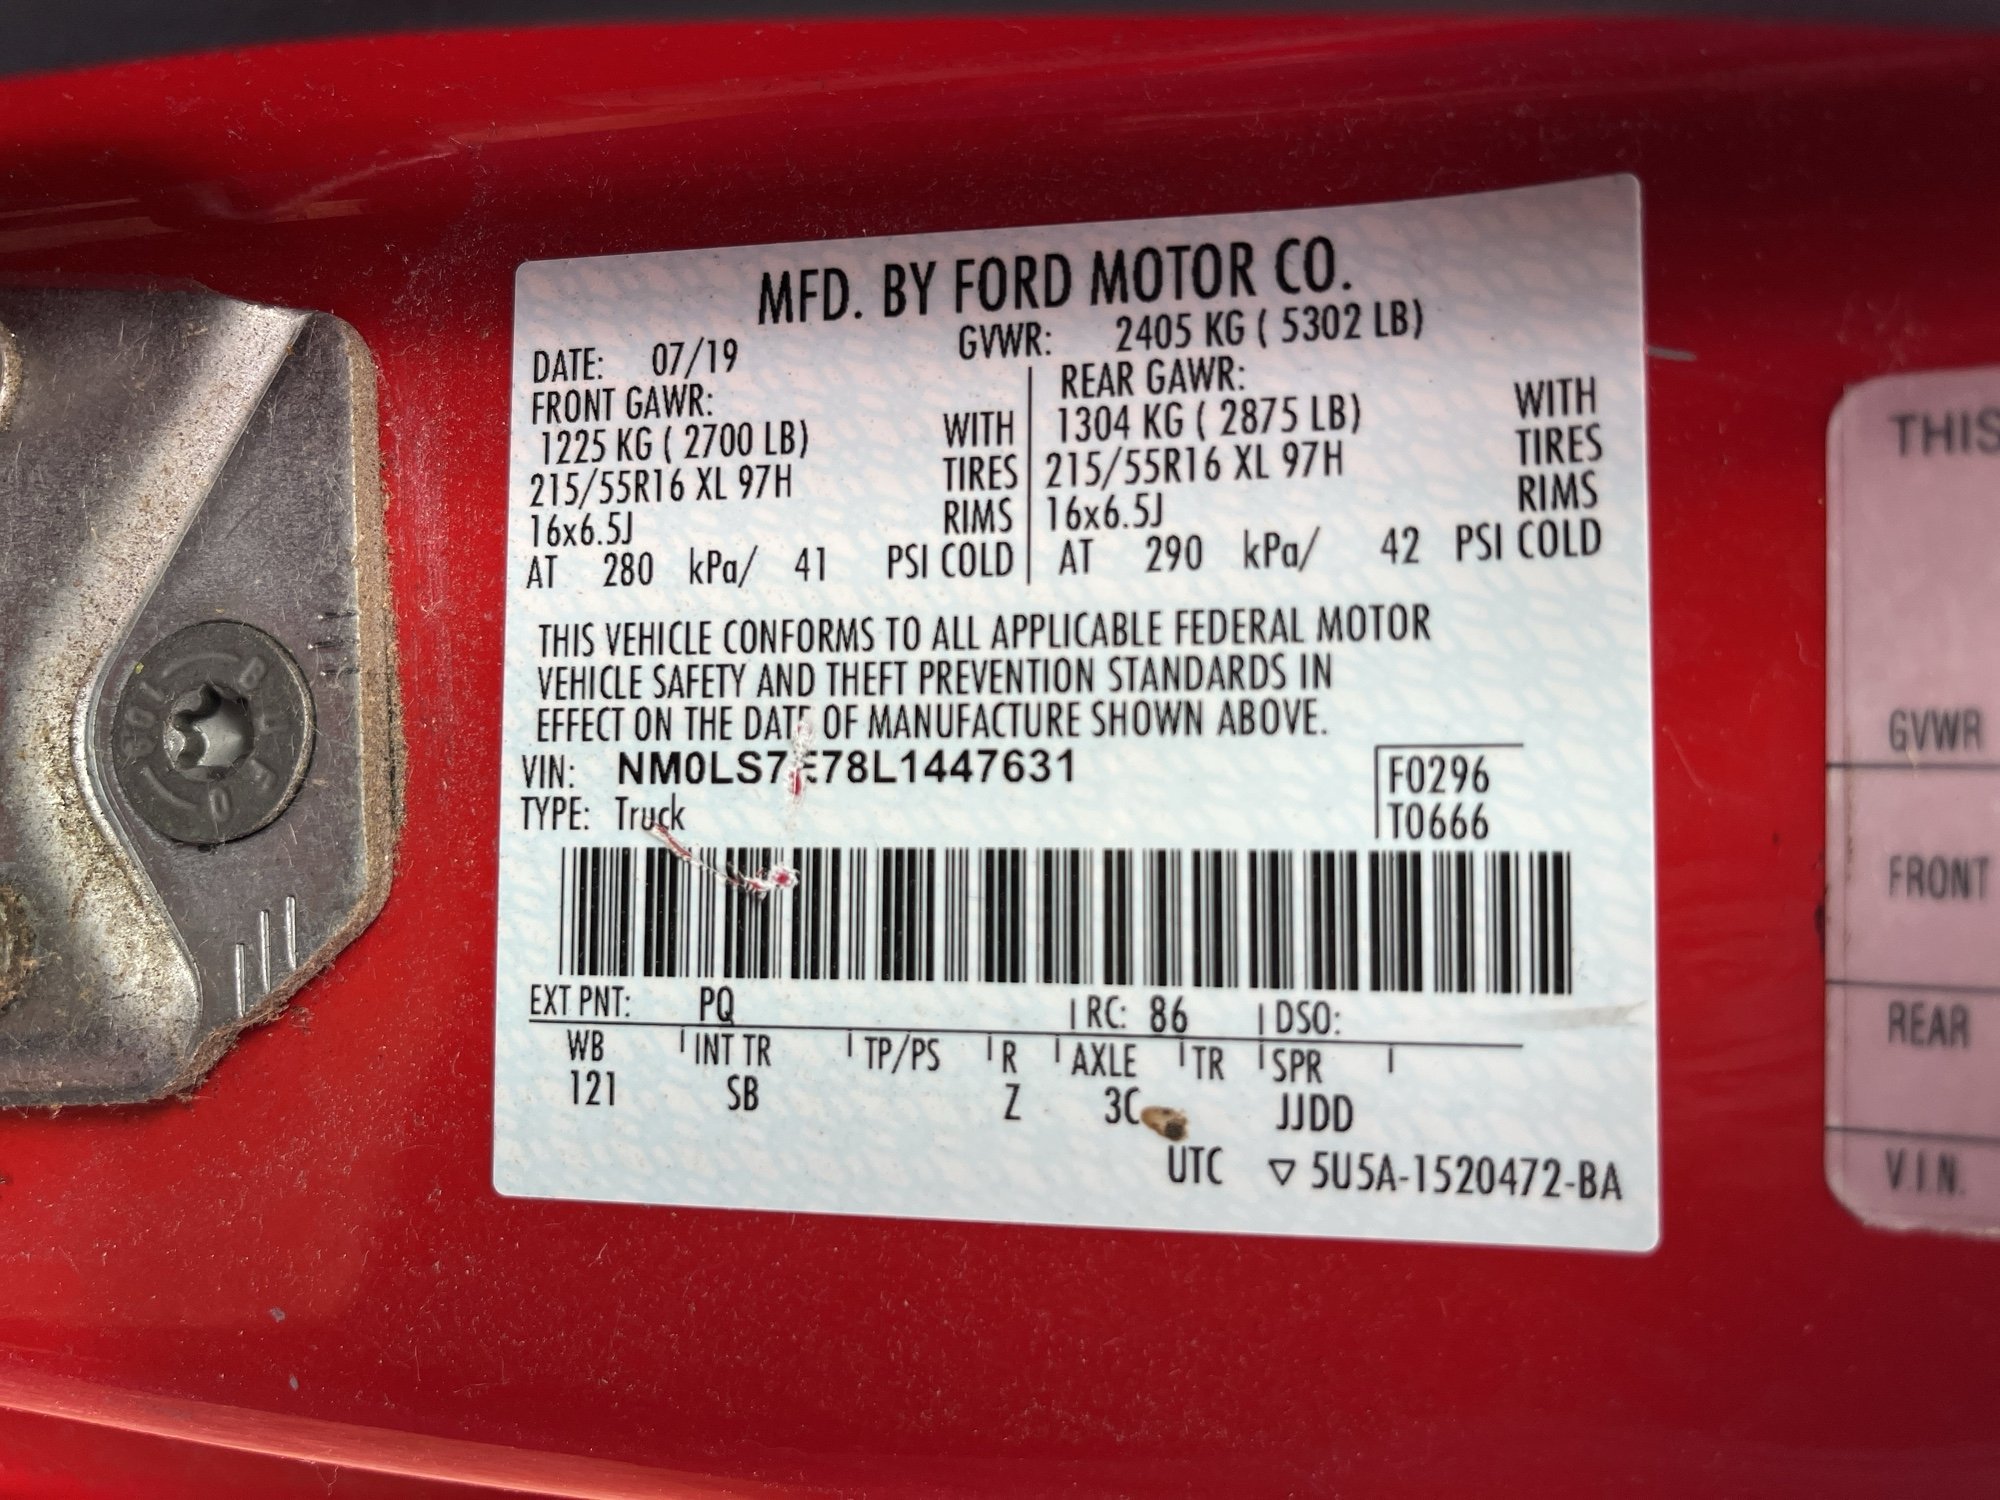 MFD. BY FORD MOTOR CO.
DATE: 07/19 GVWR: 2405 KG ( 5302 LB)
FRONT GAWR: REAR GAWR:
1225 KG ( 2700 LB) WITH 1304 KG ( 2875 LB) WITH
215/55R16 XL 97H TIRES 215/55R16 XL 97H TIRES
16x6.5J RIMS 16x6.5J RIMS
AT 280 kPa/ 41 PSI COLD AT 290 kPa/ 42 PSI COLD
THIS VEHICLE CONFORMS TO ALL APPLICABLE FEDERAL MOTOR
VEHICLE SAFETY AND THEFT PREVENTION STANDARDS IN
EFFECT ON THE DATE OF MANUFACTURE SHOWN ABOVE.
VIN: NM0LS7E78L1447631 F0296
TYPE: Truck T0666
EXT PNT: PQ RC: 86 DSO:
WB INT TR TP/PS R AXLE TR SPR
121 SB Z 3C JJDD
UTC ▽ 5U5A-1520472-BA
THIS
GVWR
FRONT
REAR
VIN.